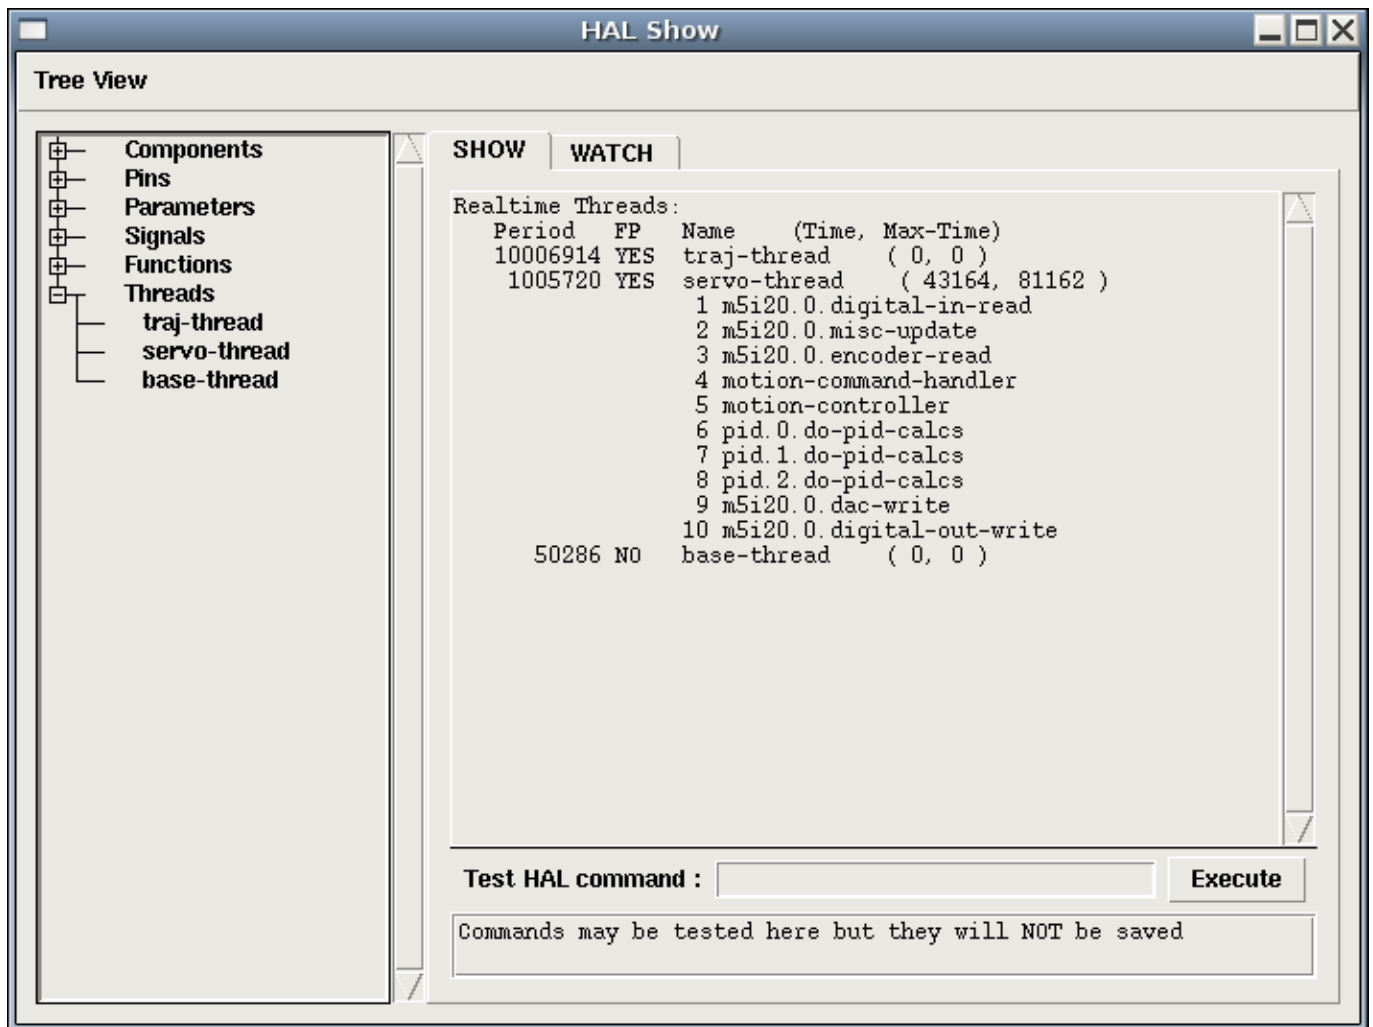 HAL Show
Tree View
Components
Pins
Parameters
Signals
Functions
Threads
traj-thread
servo-thread
base-thread
SHOW WATCH
Realtime Threads:
Period FP Name (Time, Max-Time)
10006914 YES traj-thread ( 0, 0 )
1005720 YES servo-thread ( 43164, 81162 )
1 m5i20.0.digital-in-read
2 m5i20.0.misc-update
3 m5i20.0.encoder-read
4 motion-command-handler
5 motion-controller
6 pid.0.do-pid-calcs
7 pid.1.do-pid-calcs
8 pid.2.do-pid-calcs
9 m5i20.0.dac-write
10 m5i20.0.digital-out-write
50286 NO base-thread ( 0, 0 )
Test HAL command : Execute
Commands may be tested here but they will NOT be saved